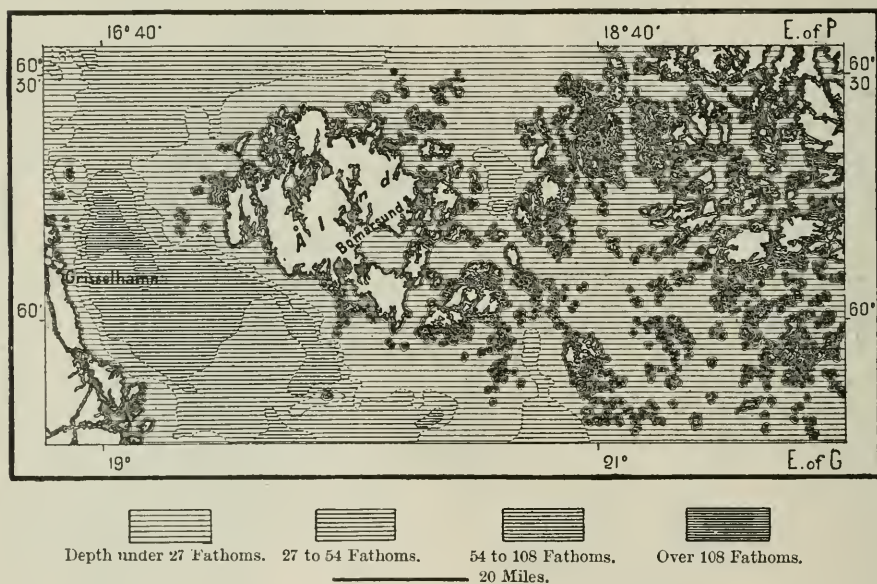 16°40' 18°40' E. of P
60° 30' 60° 30'
Ålands
Bomarsund
Grisselhamn
60° 60°
19° 21° E. of G
Depth under 27 Fathoms. 27 to 54 Fathoms. 54 to 108 Fathoms. Over 108 Fathoms.
20 Miles.